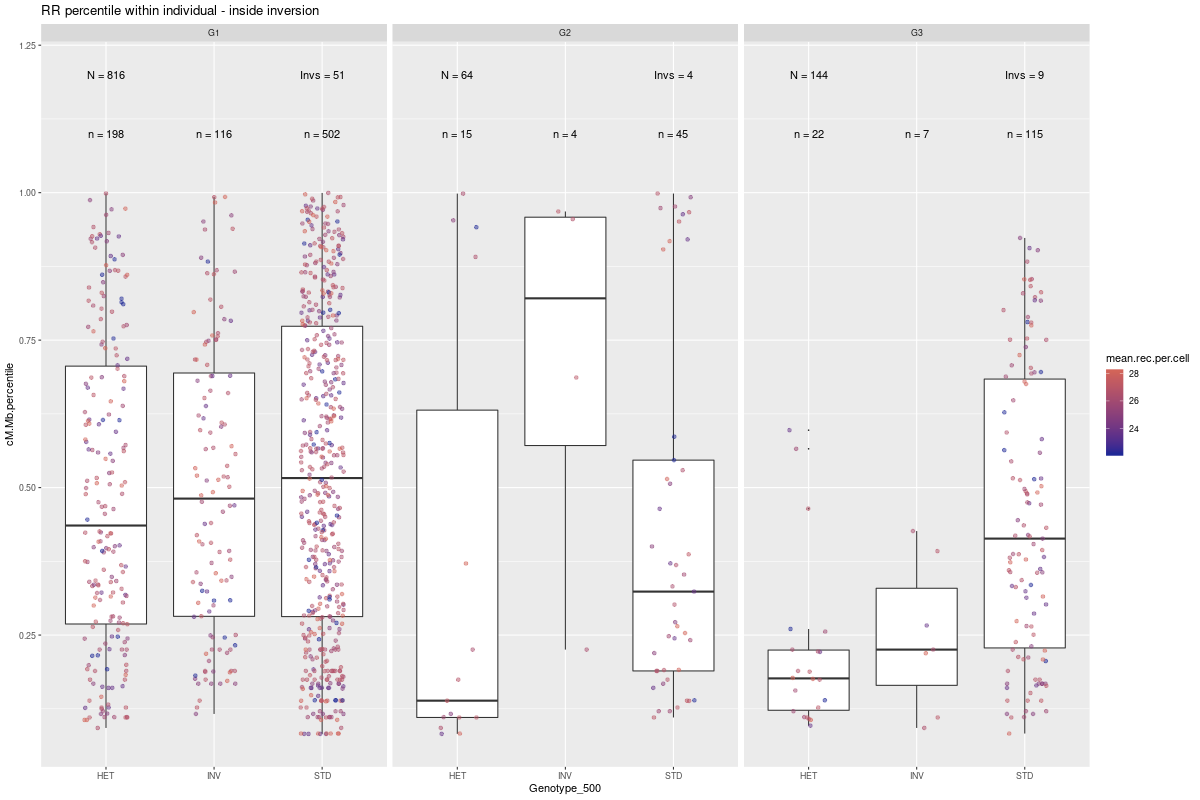 RR percentile within individual - inside inversion
G1 G2 G3
1.25
N = 816 Invs = 51 N = 64 Invs = 4 N = 144 Invs = 9
n = 198 n = 116 n = 502 n = 15 n = 4 n = 45 n = 22 n = 7 n = 115
1.00
0.75
0.50
0.25
cM.Mb.percentile
mean.rec.per.cell
28
26
24
HET INV STD HET INV STD HET INV STD
Genotype_500